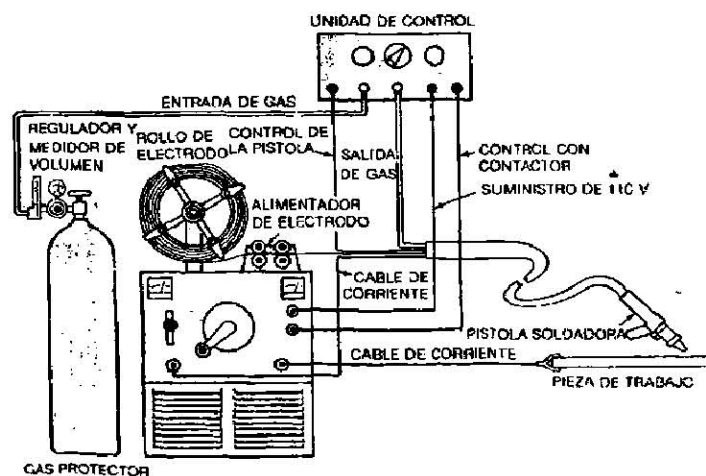 UNIDAD DE CONTROL
ENTRADA DE GAS
REGULADOR Y
MEDIDOR DE
VOLUMEN
ROLLO DE
ELECTRODO
CONTROL DE
LA PISTOLA
SALIDA
DE GAS
CONTROL CON
CONTACTOR
SUMINISTRO DE 110 V
ALIMENTADOR
DE ELECTRODO
CABLE DE
CORRIENTE
PISTOLA SOLDADORA
CABLE DE CORRIENTE
PIEZA DE TRABAJO
GAS PROTECTOR